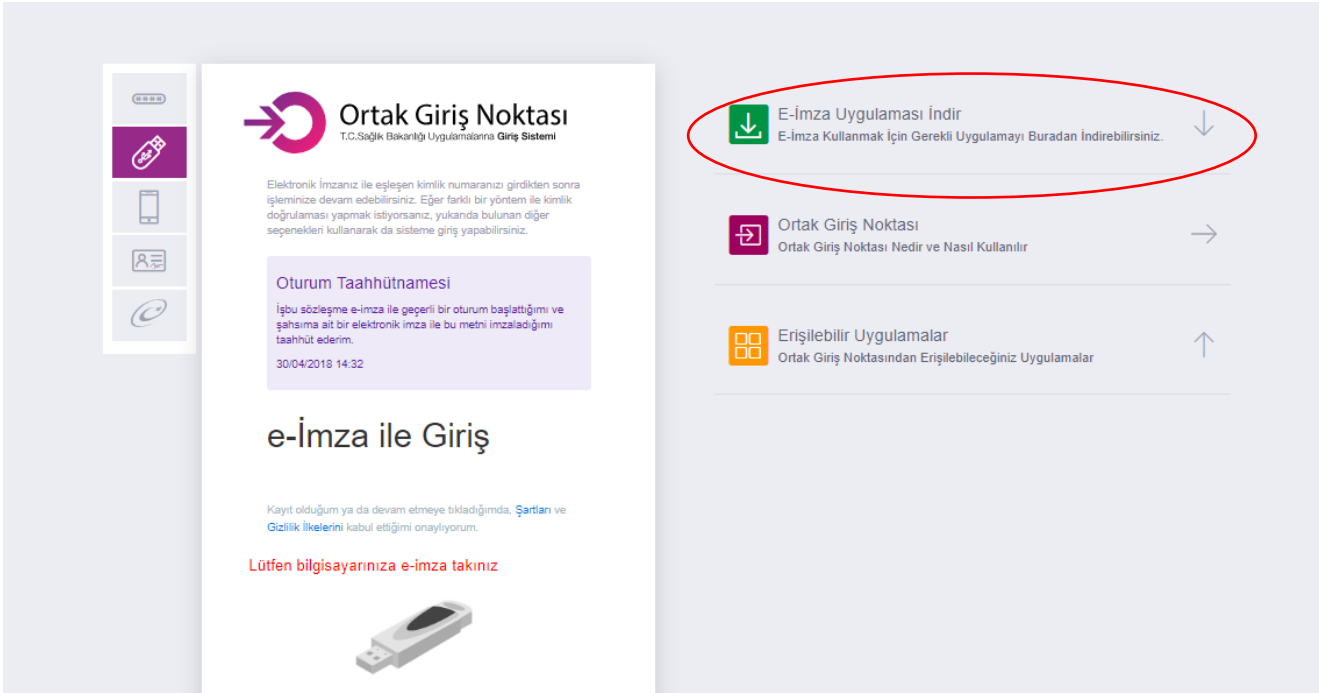 Ortak Giriş Noktası
T.C.Sağlık Bakanlığı Uygulamalarına Giriş Sistemi
Elektronik İmzanız ile eşleşen kimlik numaranızı girdikten sonra
işleminize devam edebilirsiniz. Eğer farklı bir yöntem ile kimlik
doğrulaması yapmak istiyorsanız, yukarıda bulunan diğer
seçenekleri kullanarak da sisteme giriş yapabilirsiniz.
Oturum Taahhütnamesi
İşbu sözleşme e-imza ile geçerli bir oturum başlattığımı ve
şahsıma ait bir elektronik imza ile bu metni imzaladığımı
taahhüt ederim.
30/04/2018 14:32
e-İmza ile Giriş
Kayıt olduğum ya da devam etmeye tıkladığımda, Şartları ve
Gizlilik İlkelerini kabul ettiğimi onaylıyorum.
Lütfen bilgisayarınıza e-imza takınız
E-İmza Uygulaması İndir
E-İmza Kullanmak İçin Gerekli Uygulamayı Buradan İndirebilirsiniz.
Ortak Giriş Noktası
Ortak Giriş Noktası Nedir ve Nasıl Kullanılır
Erişilebilir Uygulamalar
Ortak Giriş Noktasından Erişilebileceğiniz Uygulamalar